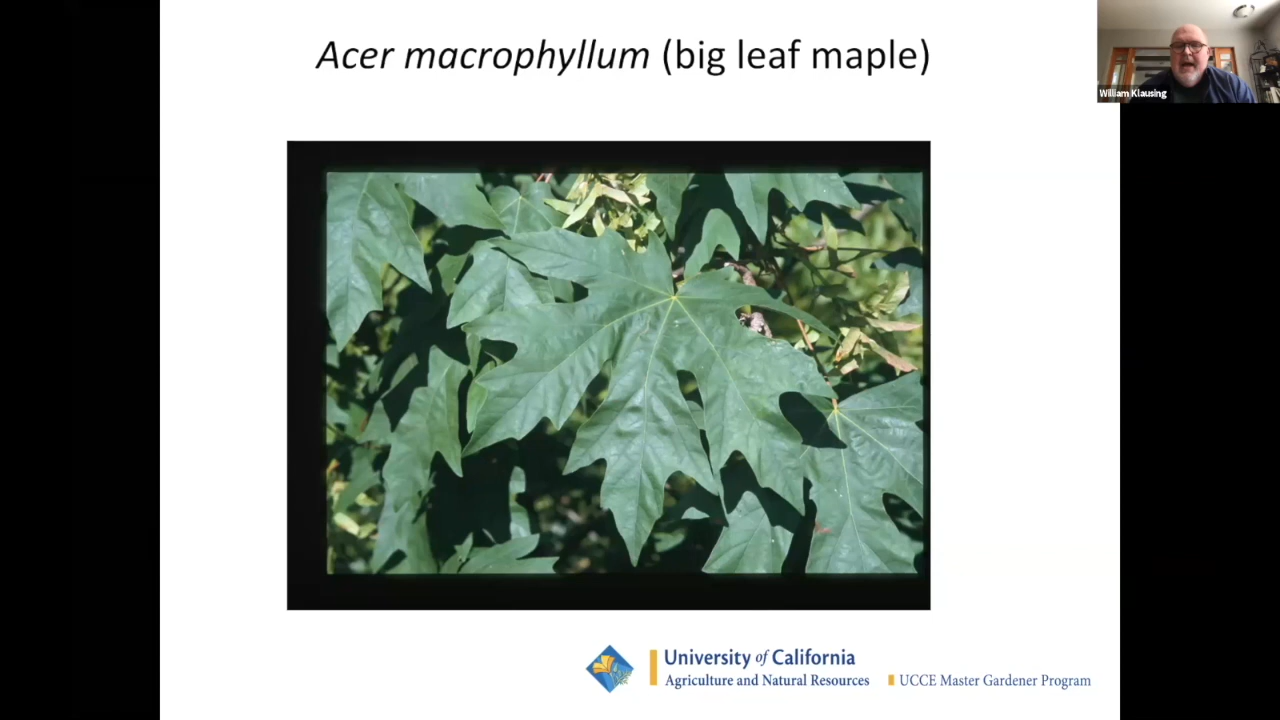 Acer macrophyllum (big leaf maple)
William Klausing
University of California
Agriculture and Natural Resources
UCCE Master Gardener Program